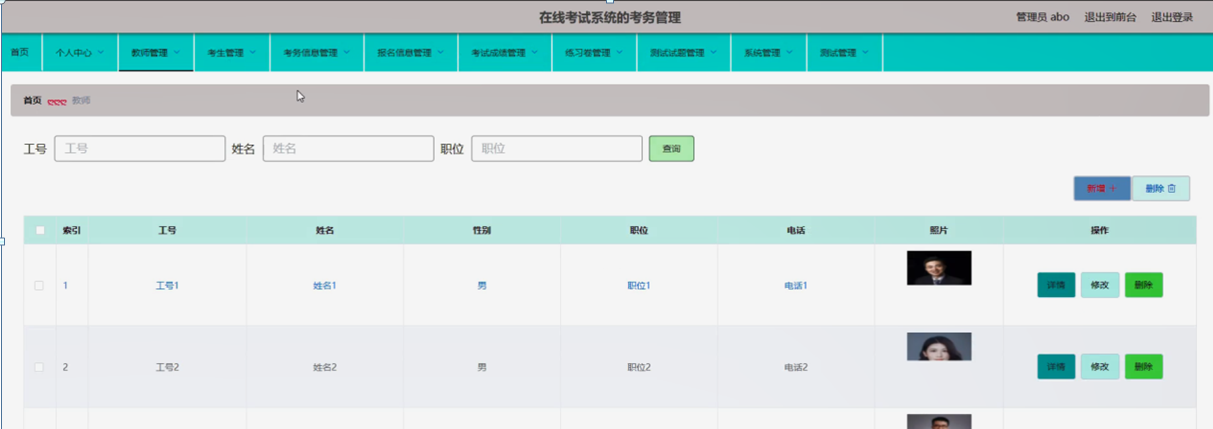 在线考试系统的考务管理
管理员 abo 退出到前台 退出登录
首页 个人中心 教师管理 考生管理 考务信息管理 报名信息管理 考试成绩管理 练习卷管理 测试试题管理 系统管理 测试管理
首页 教师
工号 工号 姓名 姓名 职位 职位 查询
新增 + 删除
索引 工号 姓名 性别 职位 电话 照片 操作
1 工号1 姓名1 男 职位1 电话1 详情 修改 删除
2 工号2 姓名2 男 职位2 电话2 详情 修改 删除